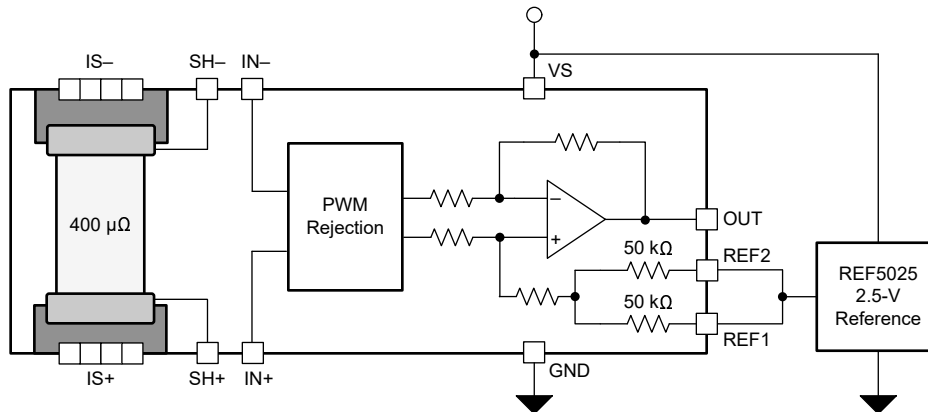 IS–
SH–
IN–
VS
400 µΩ
PWM
Rejection
–
+
OUT
50 kΩ
REF2
50 kΩ
REF1
REF5025
2.5-V
Reference
IS+
SH+
IN+
GND